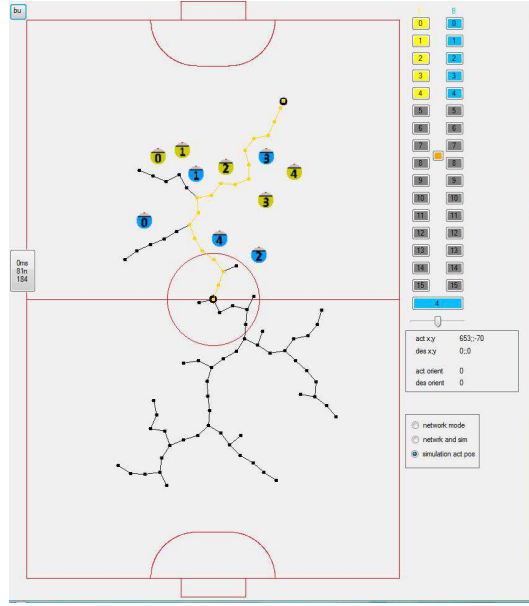 bu
Y B
0 0
1 1
2 2
3 3
4 4
5 5
6 6
7 7
8 8
9 9
10 10
11 11
12 12
13 13
14 14
15 15
4
0
1
1
2
3
4
3
0
4
2
0ms
81n
184
act x;y 653;;-70
des x;y 0;;0
act orient 0
des orient 0
network mode
netwrk and sim
simulation act pos